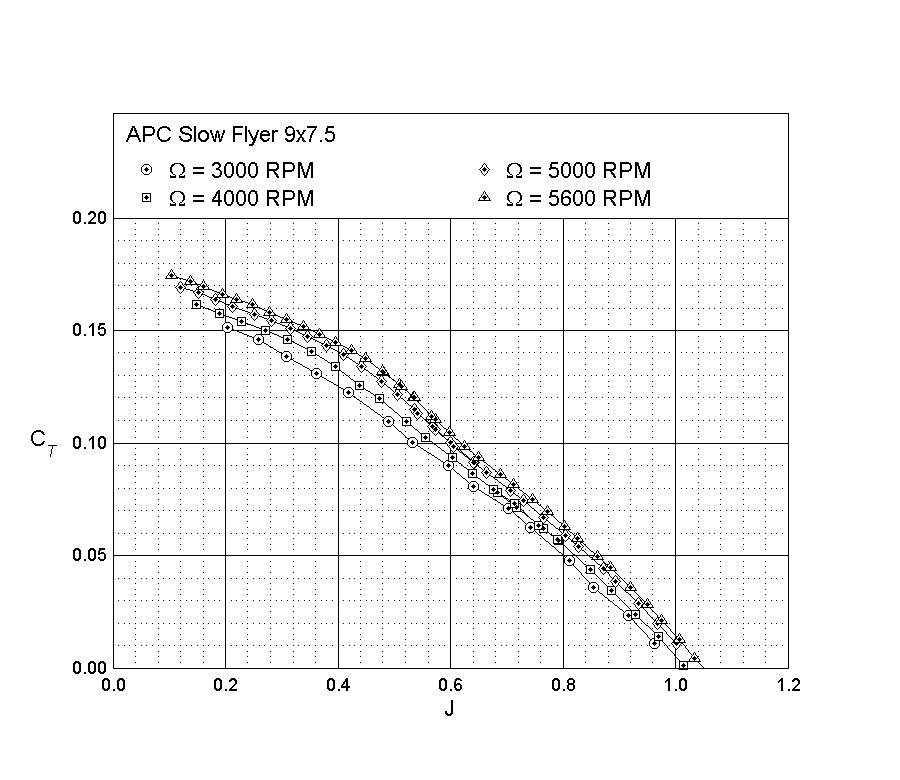 APC Slow Flyer 9x7.5
Ω = 3000 RPM
Ω = 5000 RPM
Ω = 4000 RPM
Ω = 5600 RPM
0.20
0.15
0.10
C_T
0.05
0.00
0.0 0.2 0.4 0.6 0.8 1.0 1.2
J